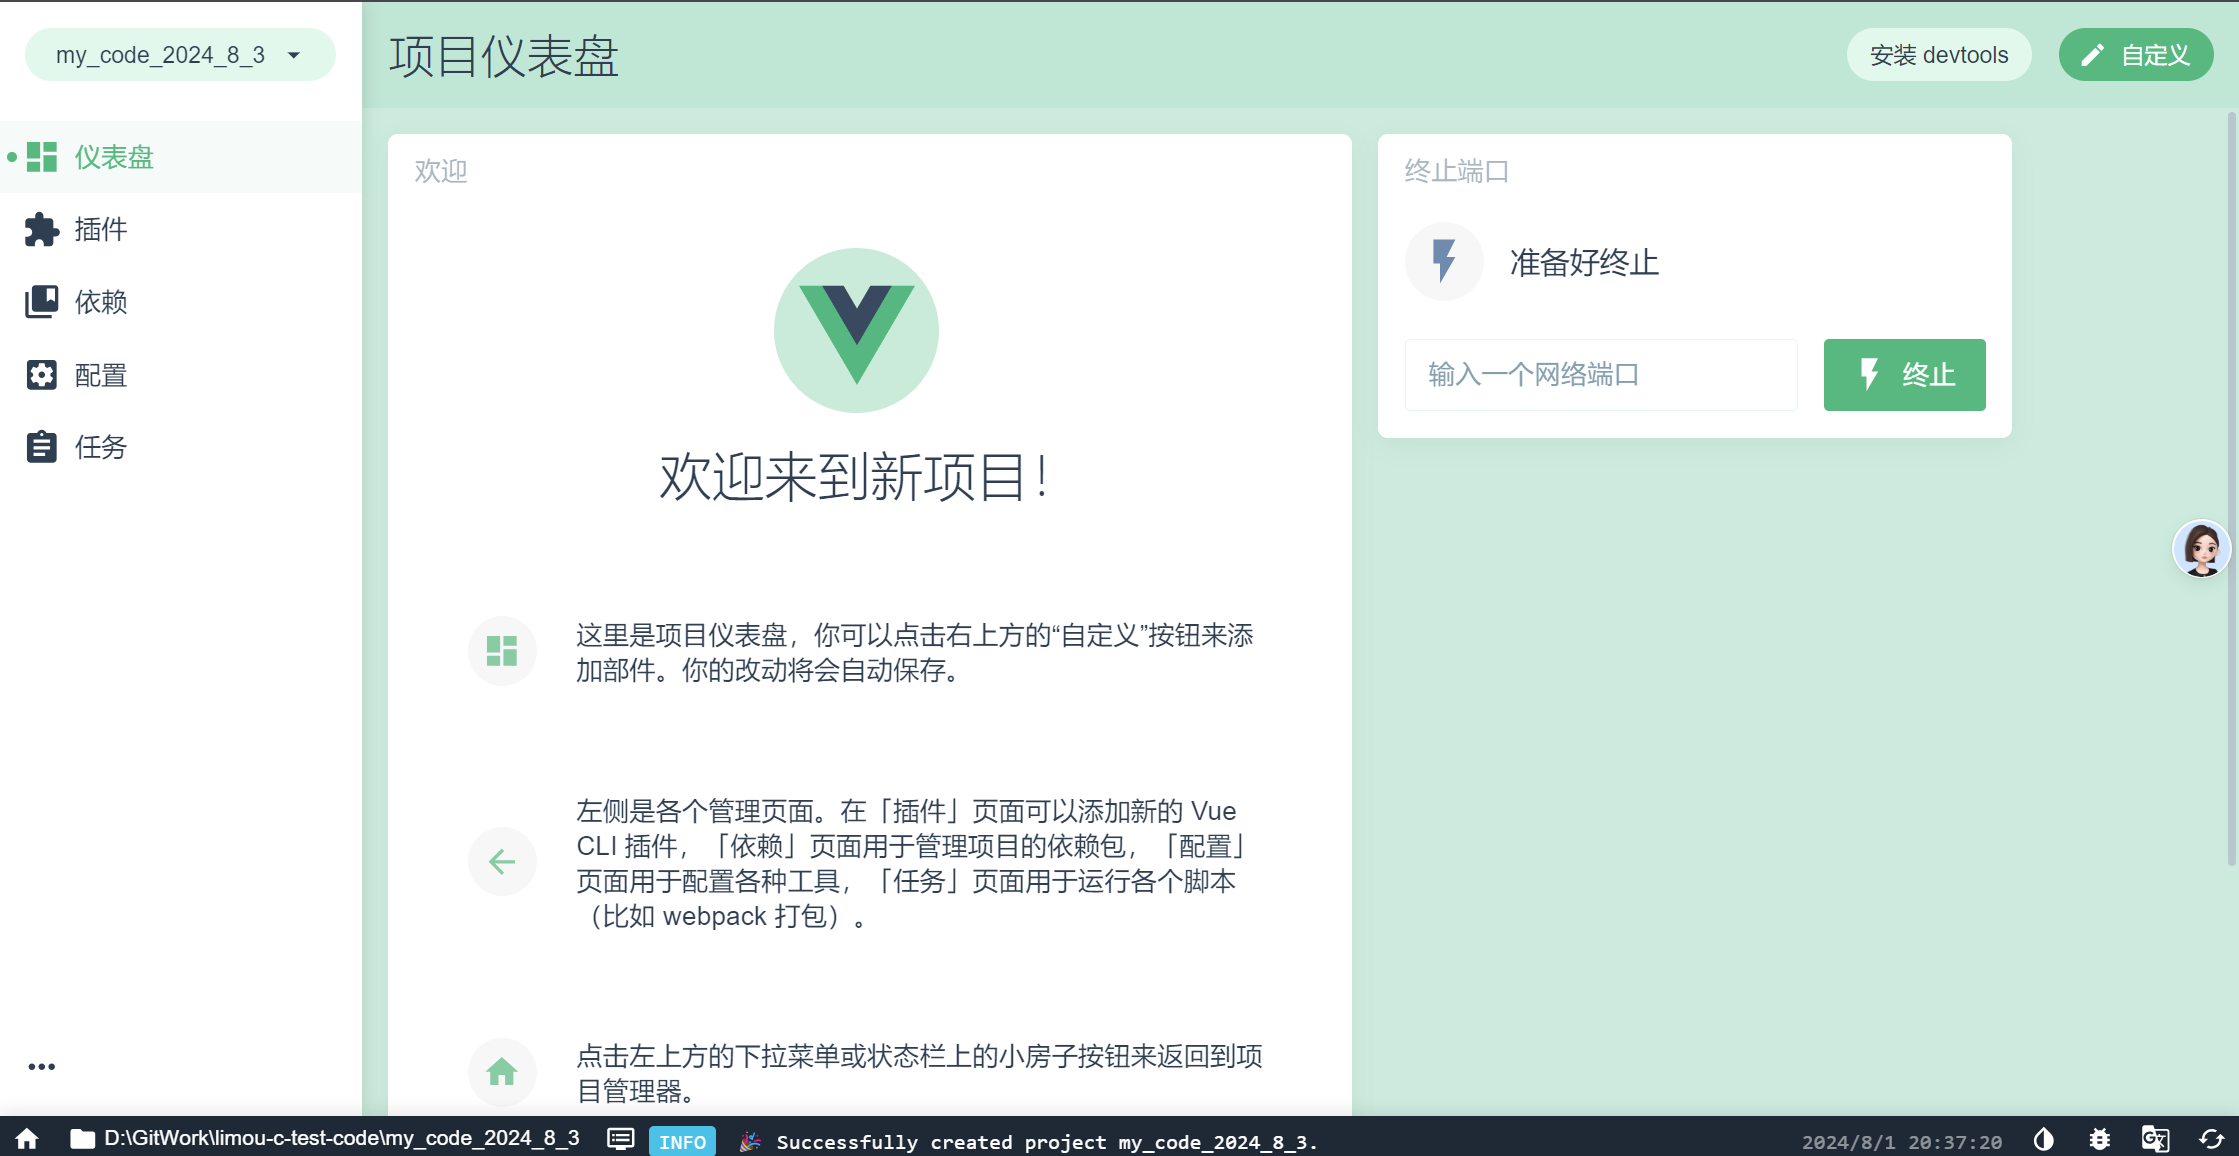 my_code_2024_8_3
项目仪表盘
安装 devtools
自定义
仪表盘
插件
依赖
配置
任务
欢迎
欢迎来到新项目！
这里是项目仪表盘，你可以点击右上方的“自定义”按钮来添
加部件。你的改动将会自动保存。
左侧是各个管理页面。在「插件」页面可以添加新的 Vue
CLI 插件，「依赖」页面用于管理项目的依赖包，「配置」
页面用于配置各种工具，「任务」页面用于运行各个脚本
（比如 webpack 打包）。
点击左上方的下拉菜单或状态栏上的小房子按钮来返回到项
目管理器。
终止端口
准备好终止
输入一个网络端口
终止
D:\GitWork\limou-c-test-code\my_code_2024_8_3
INFO
Successfully created project my_code_2024_8_3.
2024/8/1 20:37:20